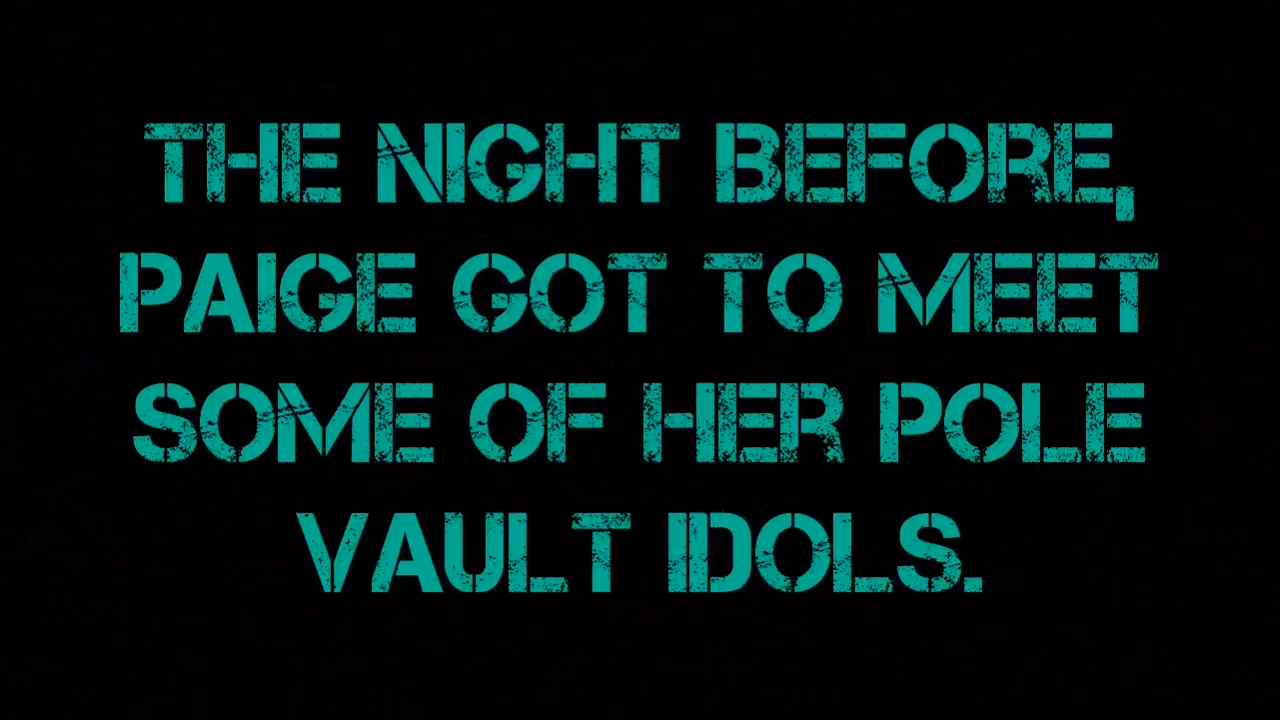 THE NIGHT BEFORE,
PAIGE GOT TO MEET
SOME OF HER POLE
VAULT IDOLS.